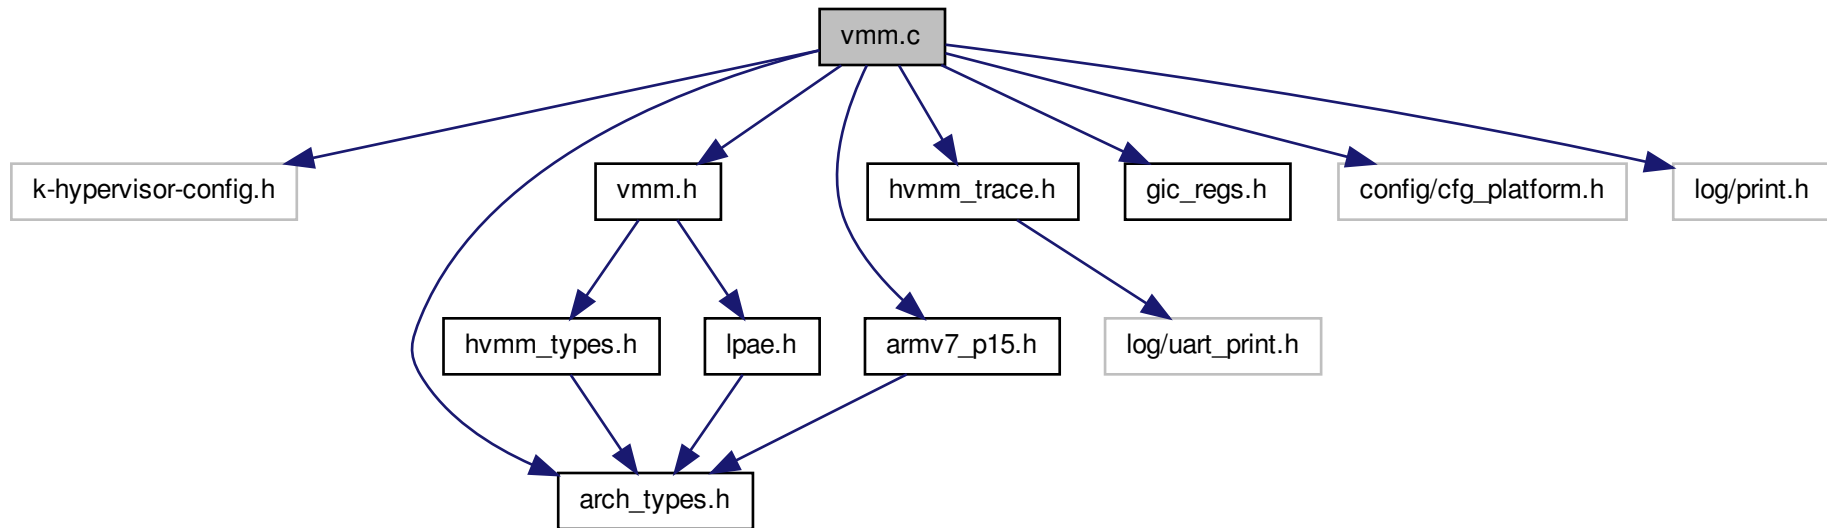 vmm.c
k-hypervisor-config.h
vmm.h
hvmm_trace.h
gic_regs.h
config/cfg_platform.h
log/print.h
hvmm_types.h
lpae.h
armv7_p15.h
log/uart_print.h
arch_types.h